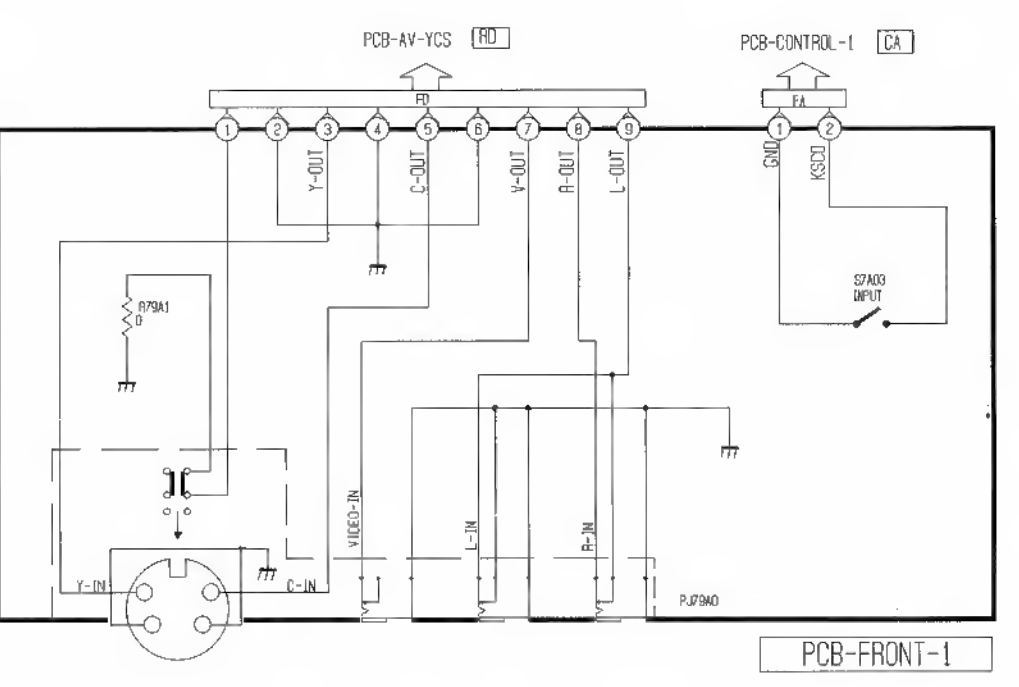 PCB-AV-YCS RD
PCB-CONTROL-1 CA
FD
FA
1 2 3 4 5 6 7 8 9
1 2
Y-OUT
C-OUT
V-OUT
R-OUT
L-OUT
GND
KSCD
S7A03
INPUT
R79A1
0
VIDEO-IN
L-IN
R-IN
Y-IN
C-IN
PJ79A0
PCB-FRONT-1